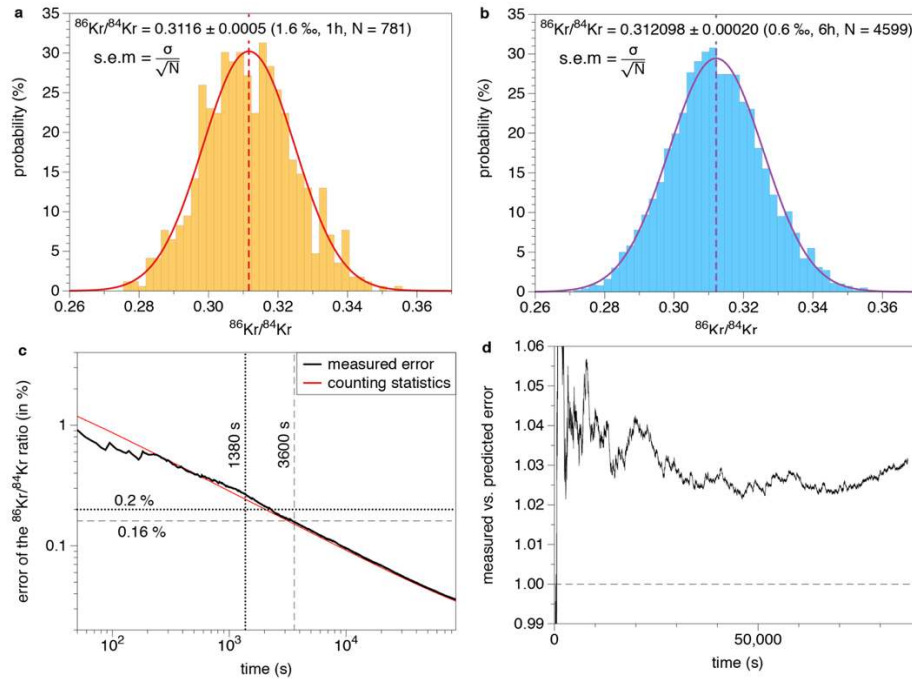 a
⁸⁶Kr/⁸⁴Kr = 0.3116 ± 0.0005 (1.6 ‰, 1h, N = 781)
s.e.m = σ/√N
probability (%)
35
30
25
20
15
10
5
0
0.26 0.28 0.30 0.32 0.34 0.36
⁸⁶Kr/⁸⁴Kr
b
⁸⁶Kr/⁸⁴Kr = 0.312098 ± 0.00020 (0.6 ‰, 6h, N = 4599)
s.e.m = σ/√N
probability (%)
35
30
25
20
15
10
5
0
0.26 0.28 0.30 0.32 0.34 0.36
⁸⁶Kr/⁸⁴Kr
c
measured error
counting statistics
error of the ⁸⁶Kr/⁸⁴Kr ratio (in %)
1
0.1
1380 s
3600 s
0.2 %
0.16 %
10² 10³ 10⁴
time (s)
d
measured vs. predicted error
1.06
1.05
1.04
1.03
1.02
1.01
1.00
0.99
0 50,000
time (s)